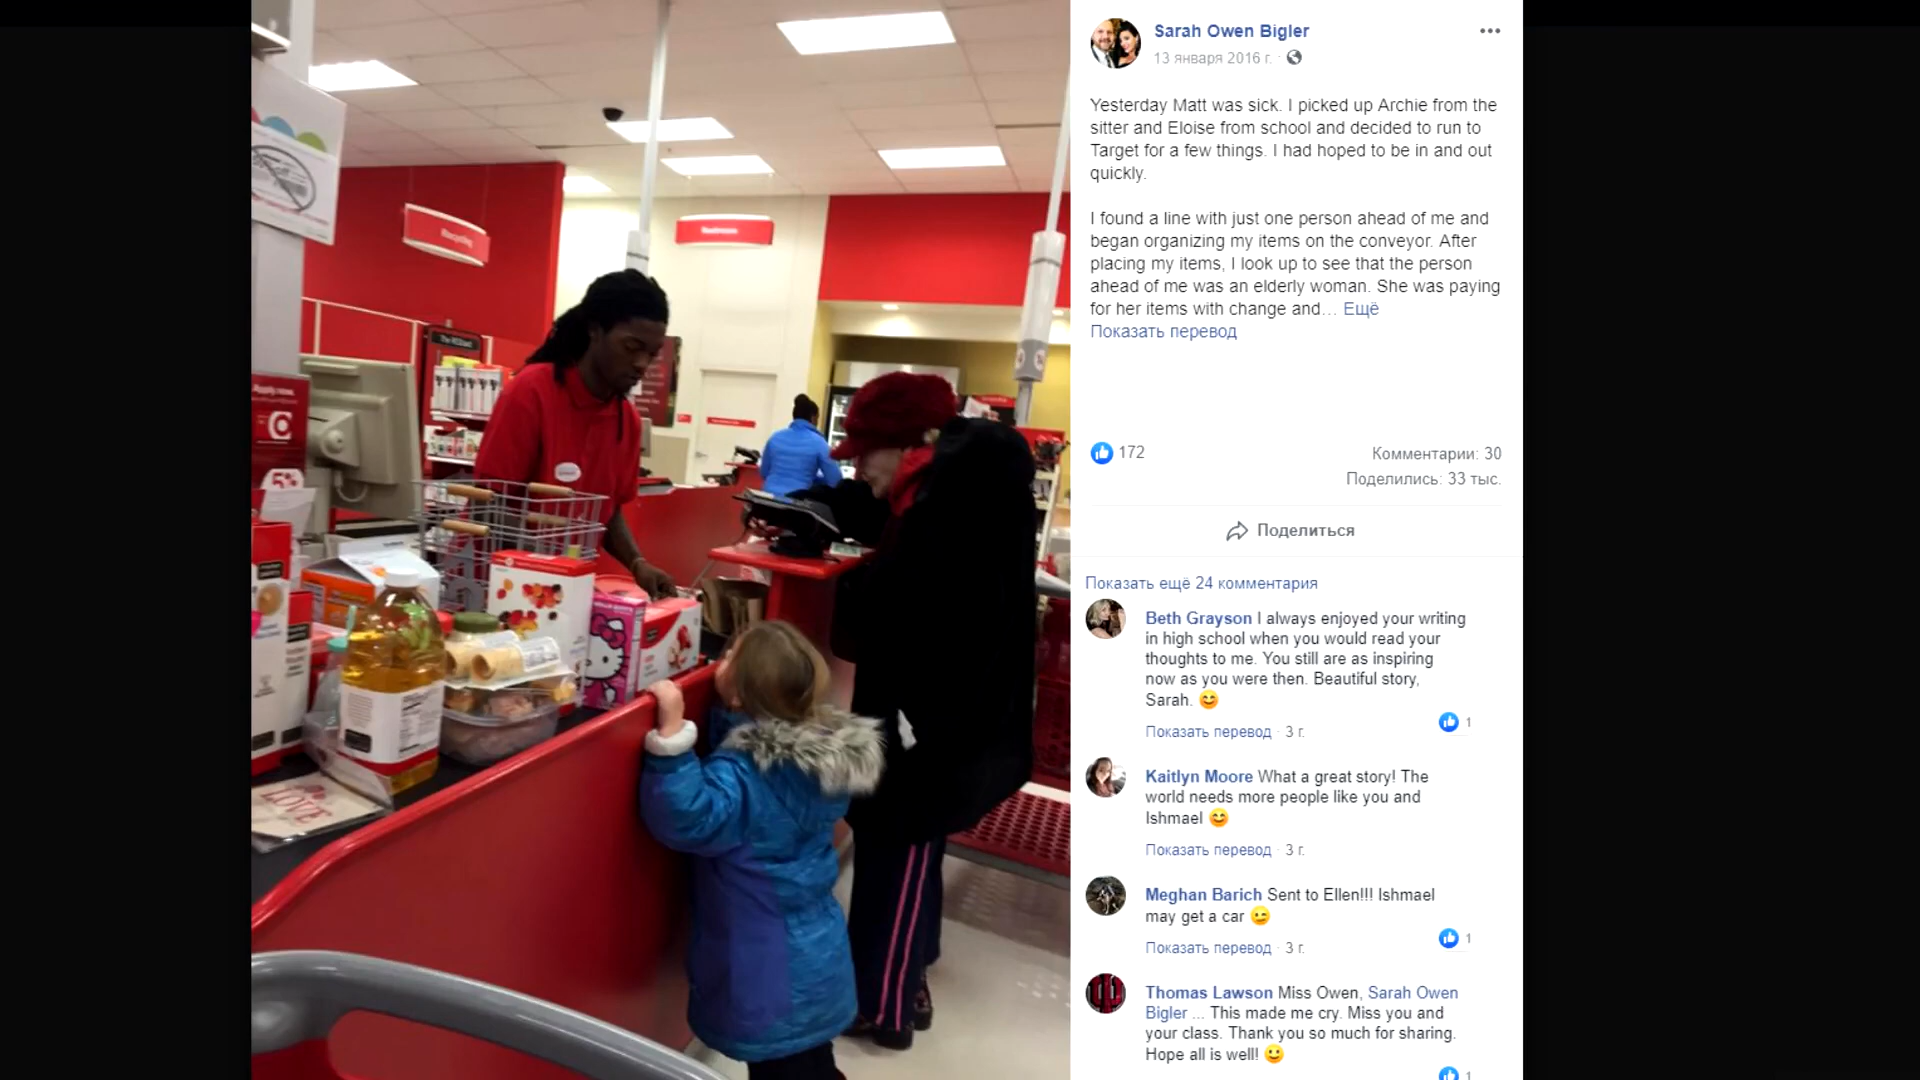 Sarah Owen Bigler
13 января 2016 г. ·
Yesterday Matt was sick. I picked up Archie from the
sitter and Eloise from school and decided to run to
Target for a few things. I had hoped to be in and out
quickly.
I found a line with just one person ahead of me and
began organizing my items on the conveyor. After
placing my items, I look up to see that the person
ahead of me was an elderly woman. She was paying
for her items with change and… Ещё
Показать перевод
172
Комментарии: 30
Поделились: 33 тыс.
Поделиться
Показать ещё 24 комментария
Beth Grayson I always enjoyed your writing
in high school when you would read your
thoughts to me. You still are as inspiring
now as you were then. Beautiful story,
Sarah. 😊
1
Показать перевод · 3 г.
Kaitlyn Moore What a great story! The
world needs more people like you and
Ishmael 😊
Показать перевод · 3 г.
Meghan Barich Sent to Ellen!!! Ishmael
may get a car 😉
1
Показать перевод · 3 г.
Thomas Lawson Miss Owen, Sarah Owen
Bigler ... This made me cry. Miss you and
your class. Thank you so much for sharing.
Hope all is well! 🙂
1
Recycling
Restrooms
Apply now.
5%
LOVE